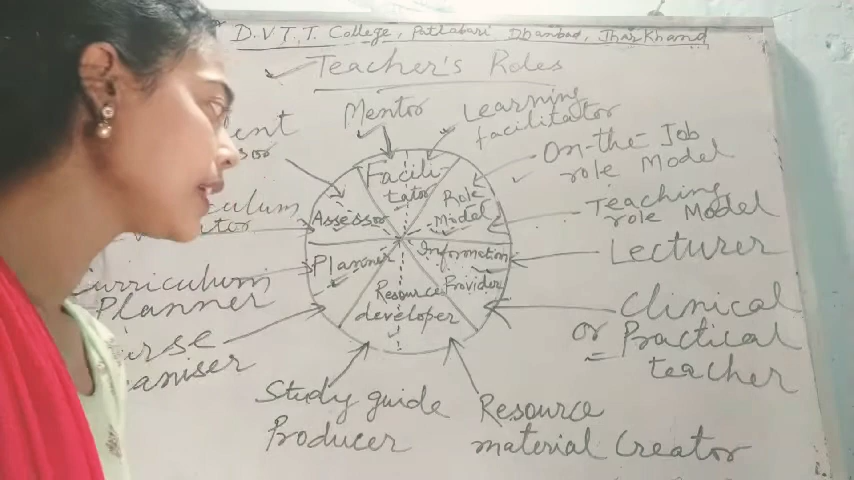 D.V.T.T. College, Patlabari Dhanbad, Jharkhand
Teacher's Roles
Mentor
Learning
facilitator
On-the-Job
role Model
Teaching
role Model
Lecturer
Clinical
or Practical
teacher
Resource
material Creator
Study guide
Producer
Curriculum
Planner
Facili
tator
Role
Model
Information
Provider
Resource
developer
Planner
Assessor